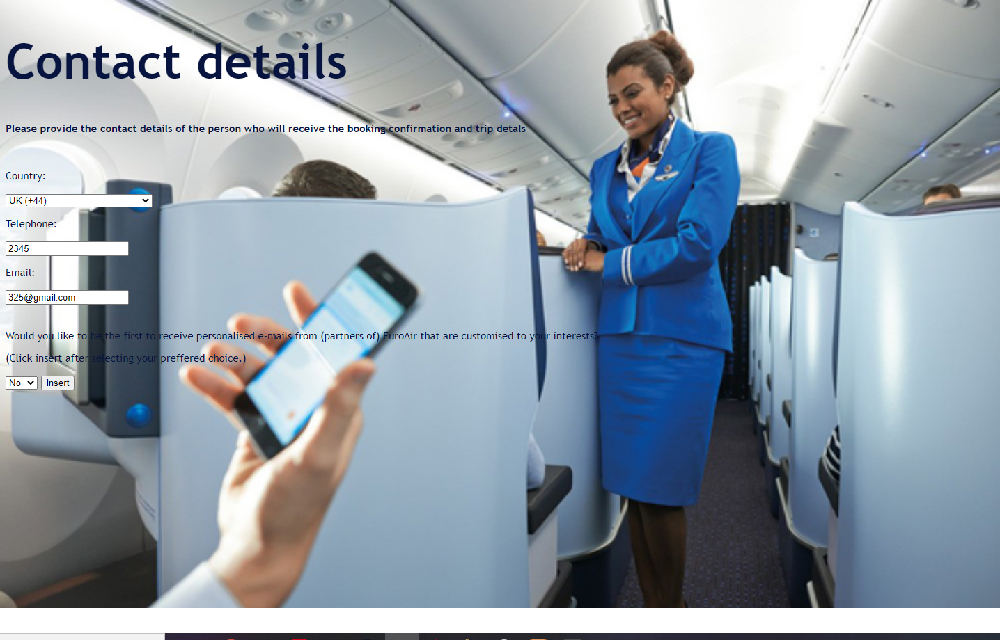 Contact details
Please provide the contact details of the person who will receive the booking confirmation and trip detals
Country:
UK (+44)
Telephone:
2345
Email:
325@gmail.com
Would you like to be the first to receive personalised e-mails from (partners of) EuroAir that are customised to your interests?
(Click insert after selecting your preffered choice.)
No insert